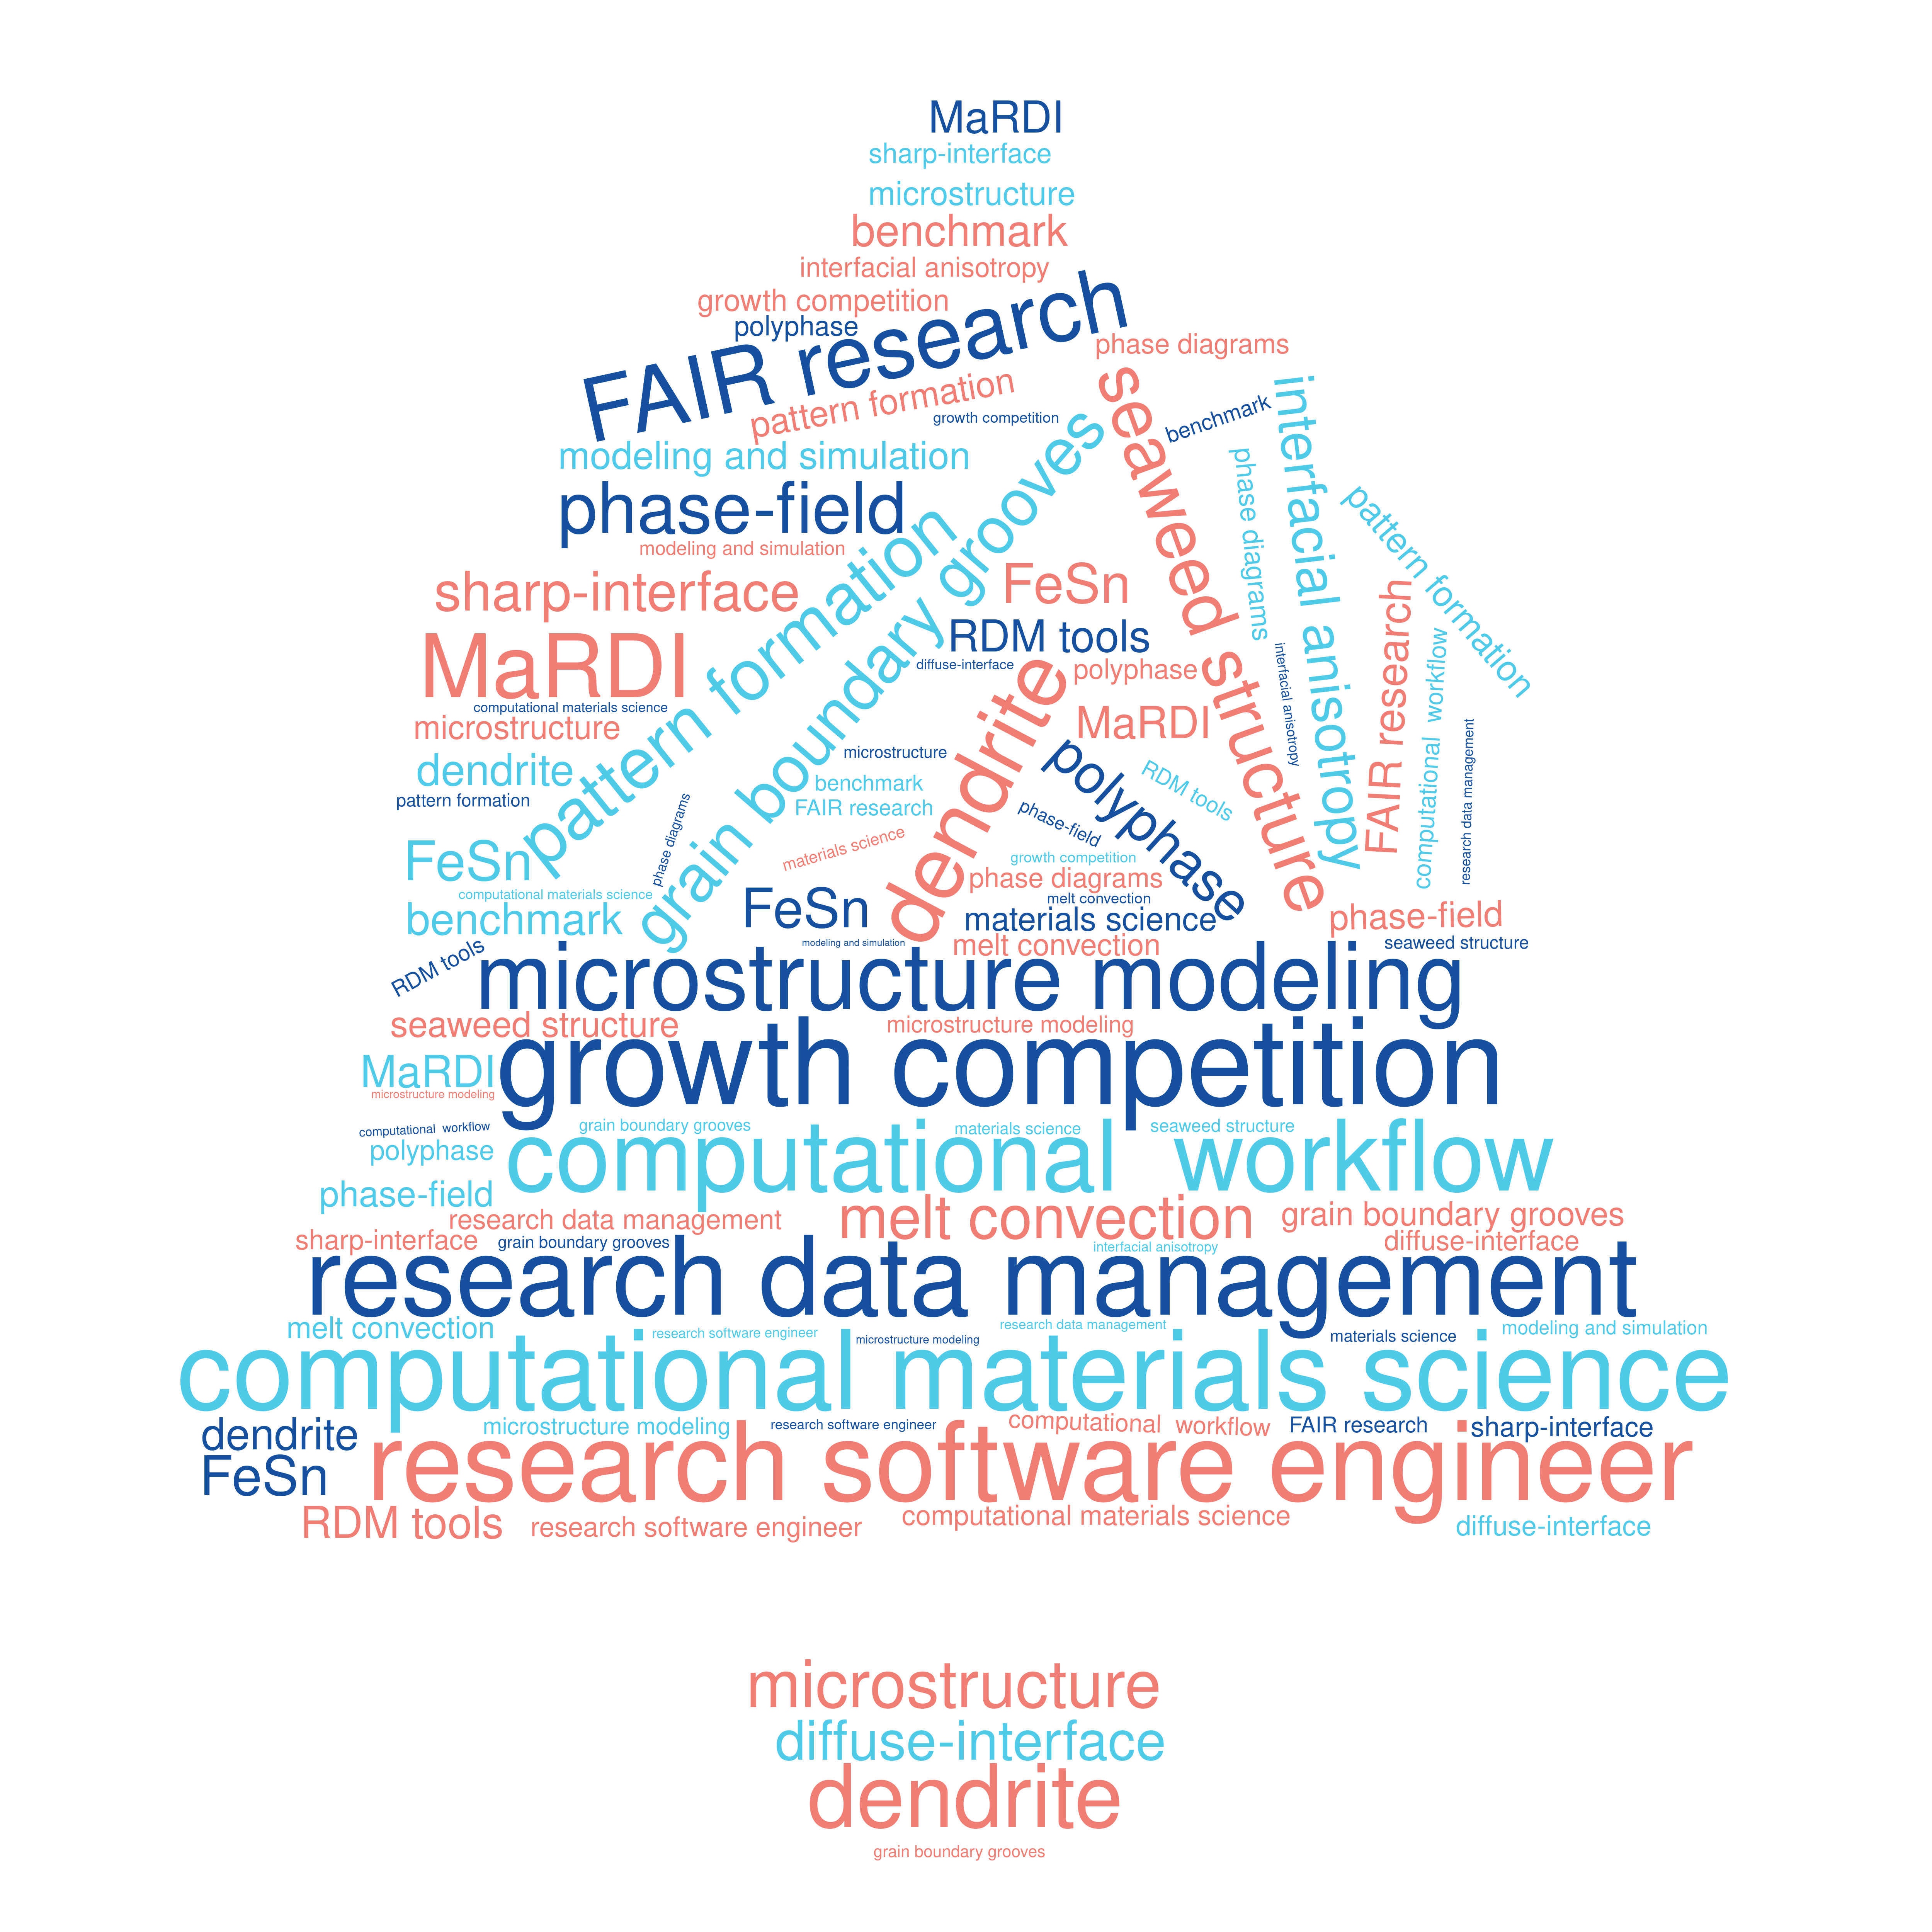 MaRDI
sharp-interface
microstructure
benchmark
interfacial anisotropy
growth competition
polyphase
FAIR research
phase diagrams
pattern formation
growth competition
benchmark
seaweed structure
interfacial anisotropy
modeling and simulation
phase diagrams
pattern formation
phase-field
modeling and simulation
pattern formation
grain boundary grooves
sharp-interface
FeSn
RDM tools
diffuse-interface
polyphase
FAIR research
computational workflow
interfacial anisotropy
research data management
MaRDI
computational materials science
microstructure
dendrite
MaRDI
polyphase
RDM tools
microstructure
dendrite
pattern formation
benchmark
FAIR research
phase diagrams
phase-field
materials science
growth competition
FeSn
phase diagrams
computational materials science
melt convection
FeSn
benchmark
materials science
phase-field
modeling and simulation
melt convection
seaweed structure
RDM tools
microstructure modeling
seaweed structure
microstructure modeling
growth competition
MaRDI
microstructure modeling
grain boundary grooves
materials science
seaweed structure
computational workflow
polyphase
computational workflow
phase-field
research data management
melt convection
grain boundary grooves
sharp-interface
grain boundary grooves
interfacial anisotropy
diffuse-interface
research data management
melt convection
research software engineer
microstructure modeling
research data management
materials science
modeling and simulation
computational materials science
dendrite
microstructure modeling
research software engineer
computational workflow
FAIR research
sharp-interface
FeSn
research software engineer
RDM tools
research software engineer
computational materials science
diffuse-interface
microstructure
diffuse-interface
dendrite
grain boundary grooves